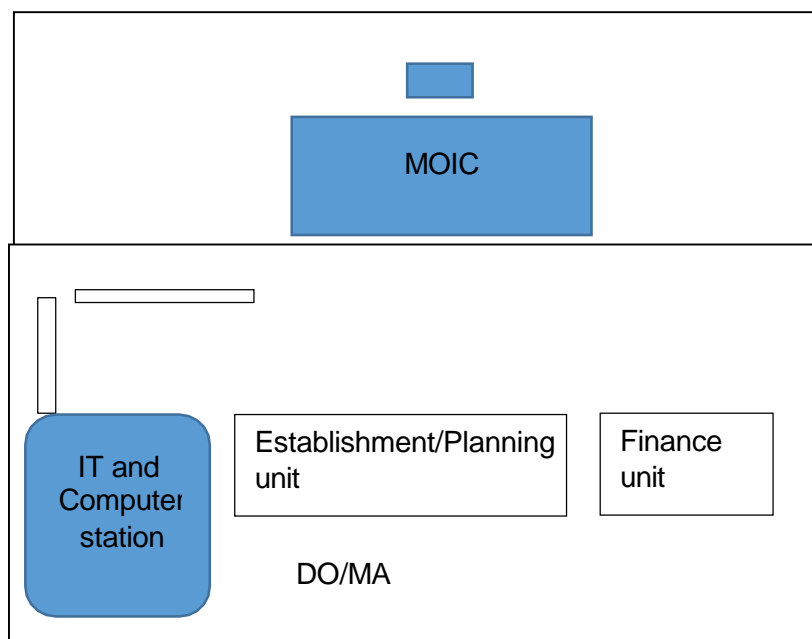 MOIC
Establishment/Planning
unit
Finance
unit
IT and
Computer
station
DO/MA